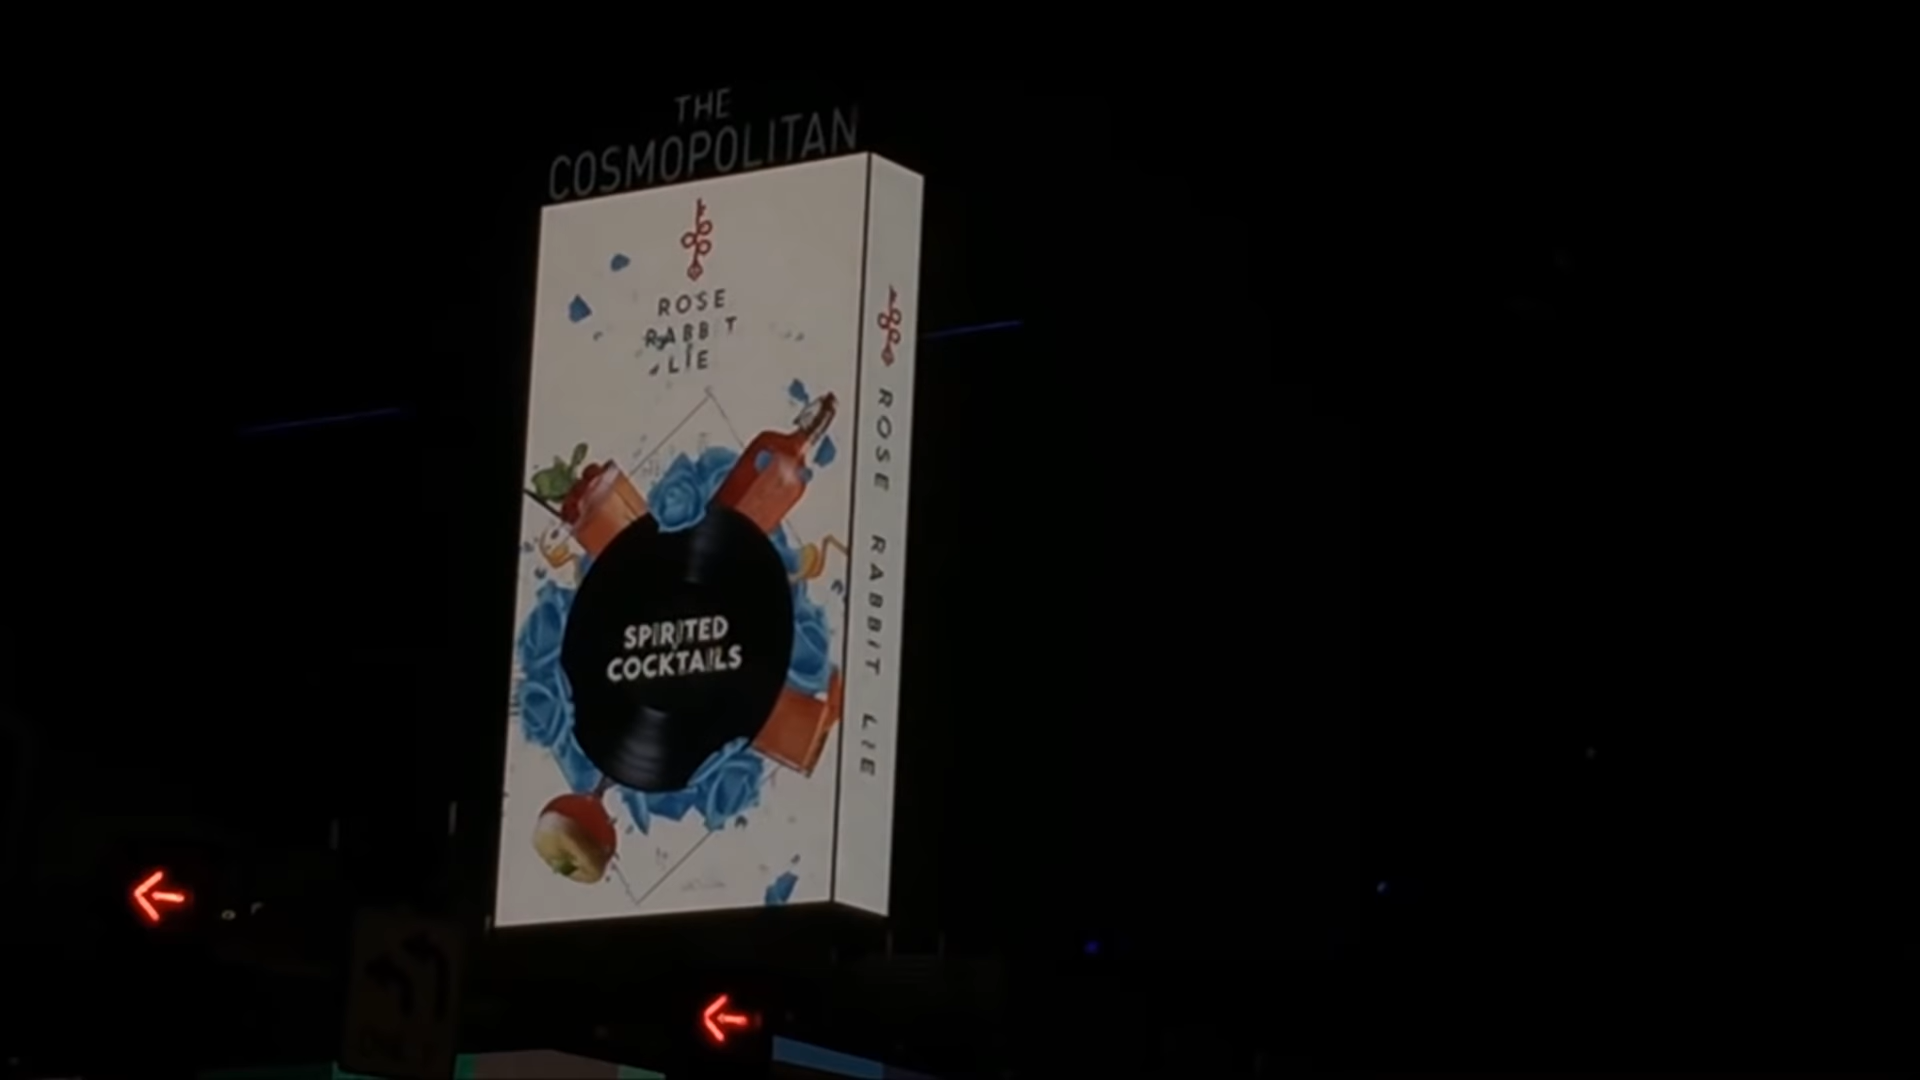 THE
COSMOPOLITAN
ROSE
RABBIT
LIE
SPIRITED
COCKTAILS
ROSE RABBIT LIE